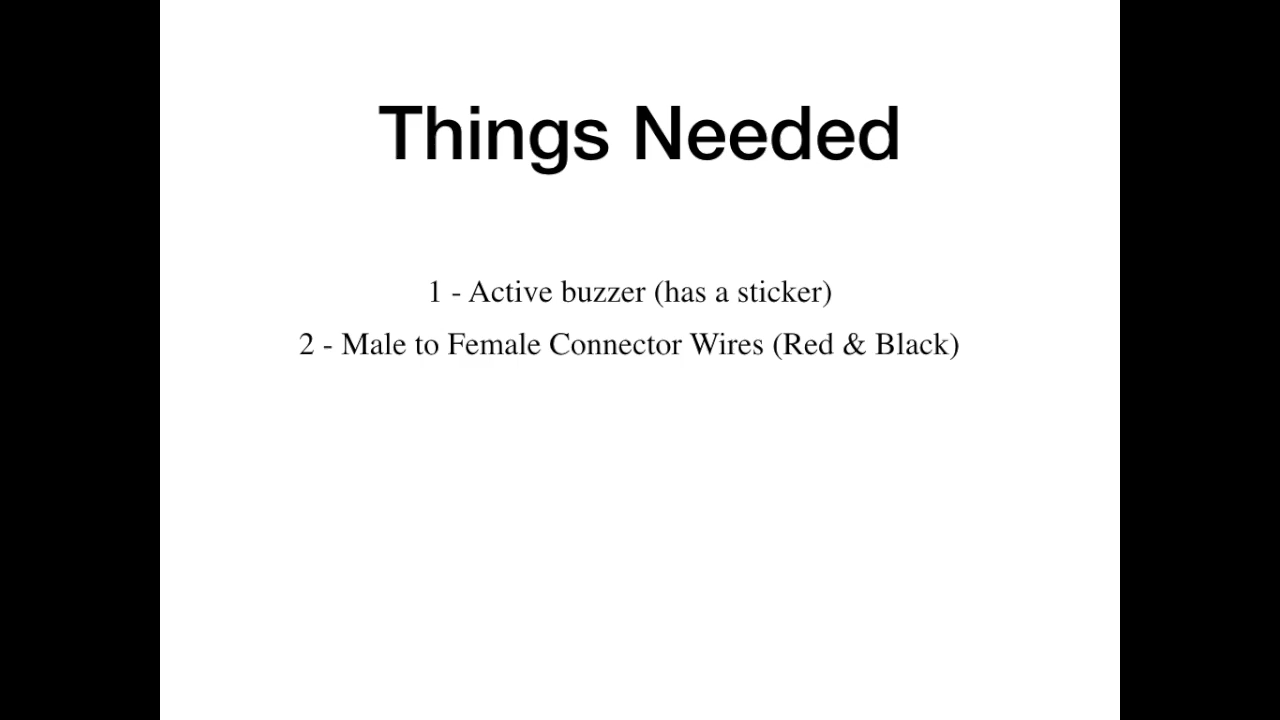 Things Needed
1 - Active buzzer (has a sticker)
2 - Male to Female Connector Wires (Red & Black)